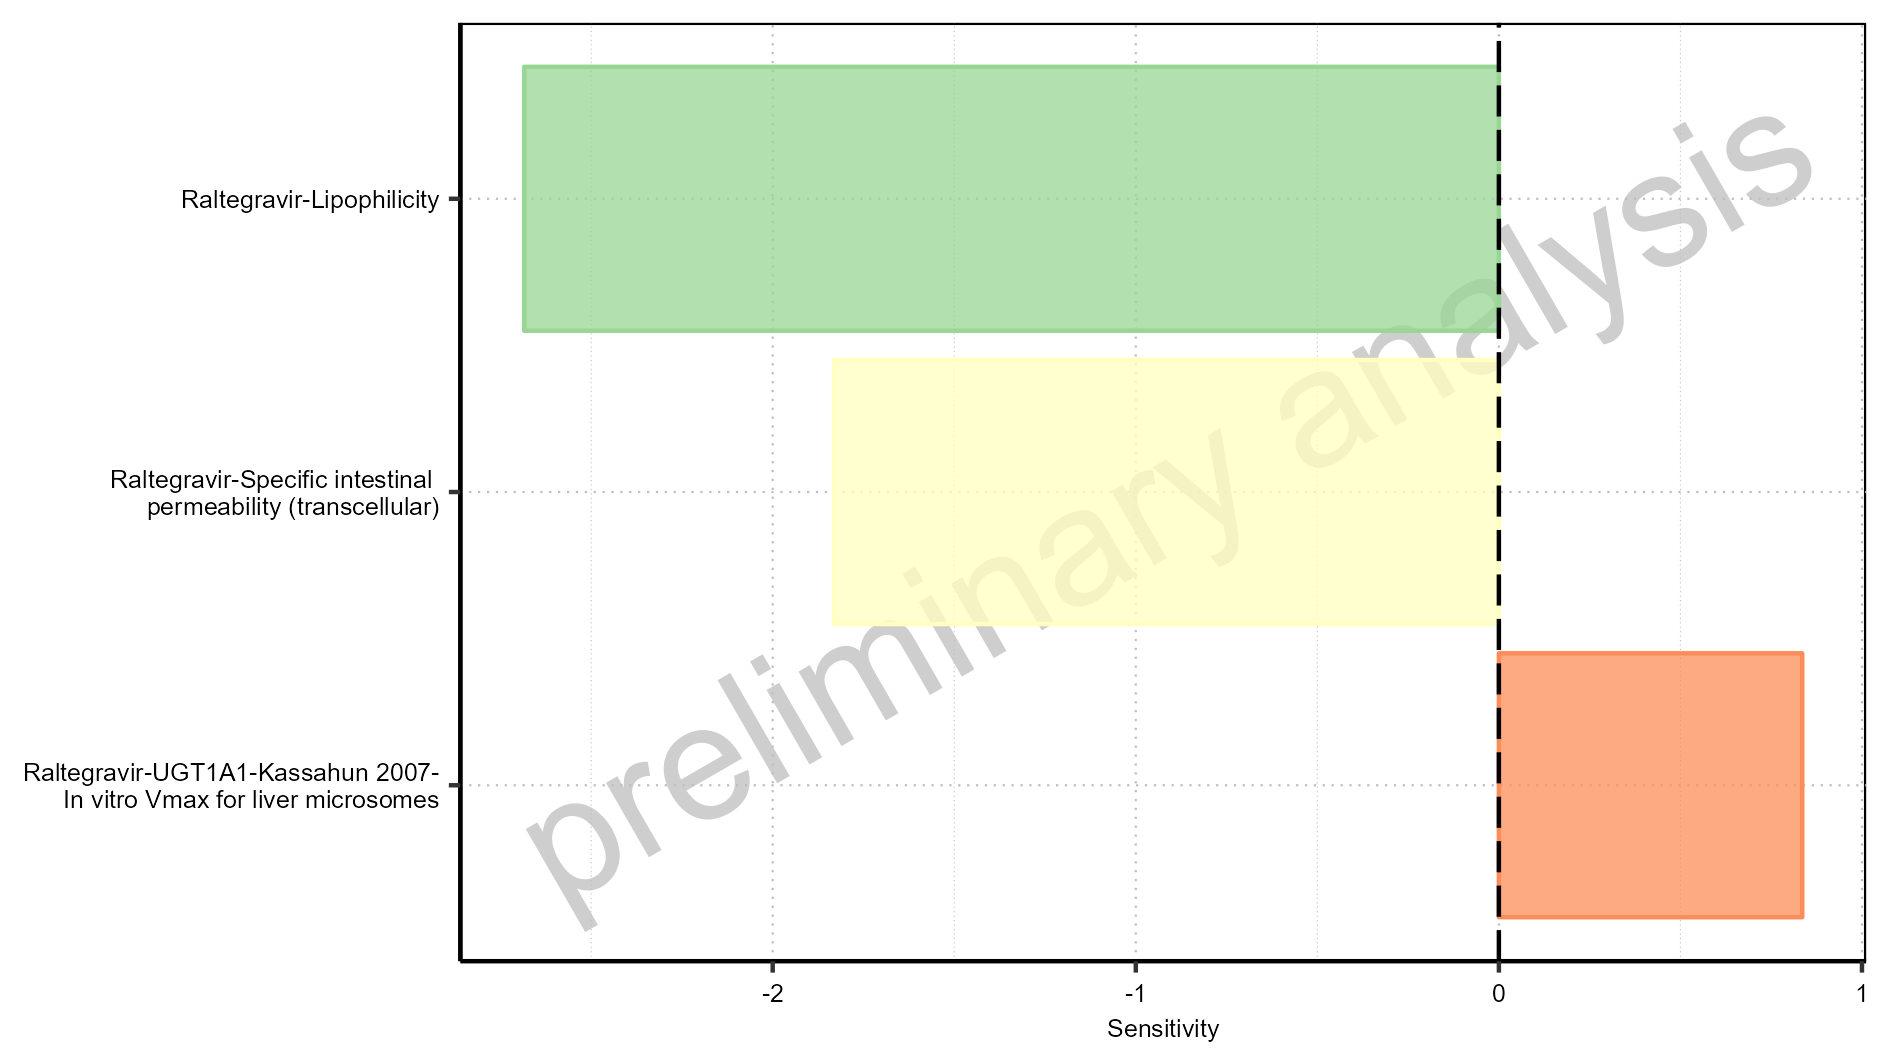 Raltegravir-Lipophilicity
Raltegravir-Specific intestinal
permeability (transcellular)
Raltegravir-UGT1A1-Kassahun 2007-
In vitro Vmax for liver microsomes
preliminary analysis
-2 -1 0 1
Sensitivity